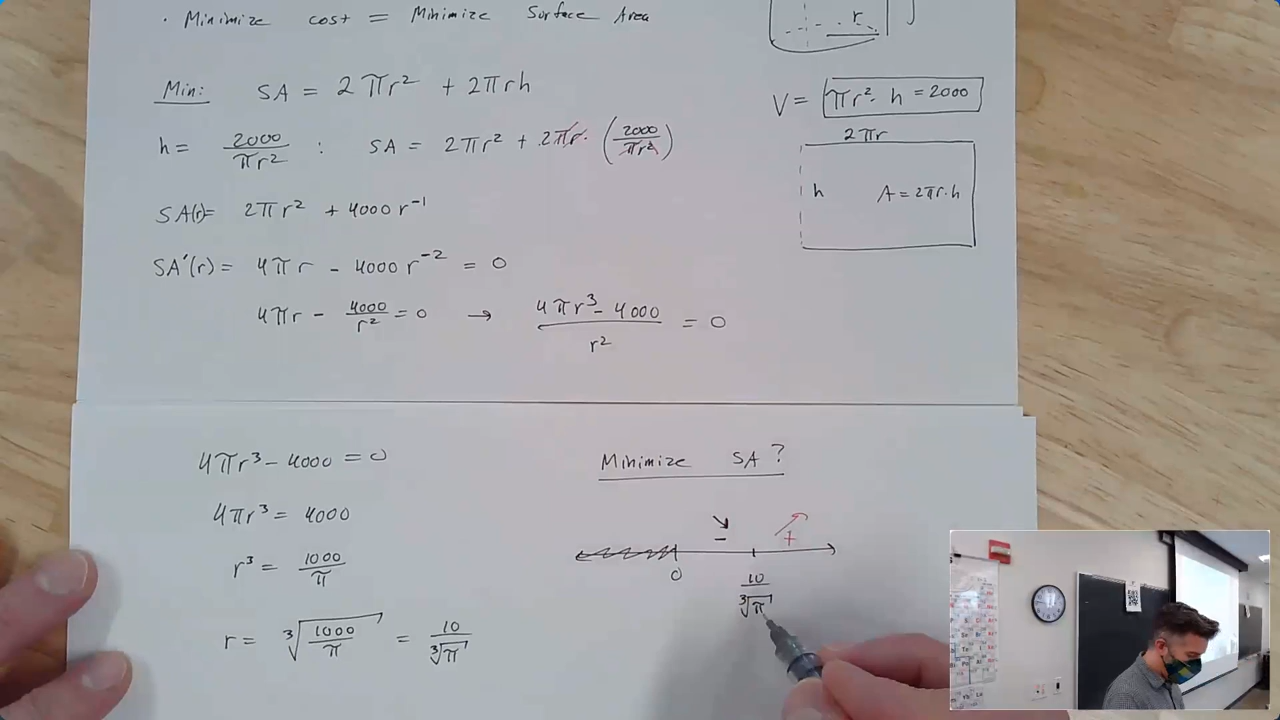 · Minimize cost = Minimize Surface Area
r
Min: SA = 2πr² + 2πrh
V = πr² · h = 2000
h = 2000/πr² : SA = 2πr² + 2πr · (2000/πr²)
2πr
h A = 2πr·h
SA(r) = 2πr² + 4000r⁻¹
SA'(r) = 4πr - 4000r⁻² = 0
4πr - 4000/r² = 0 → (4πr³ - 4000)/r² = 0
4πr³ - 4000 = 0
4πr³ = 4000
r³ = 1000/π
r = ∛(1000/π) = 10/∛π
Minimize SA?
↘ ↗
- +
0 10/∛π